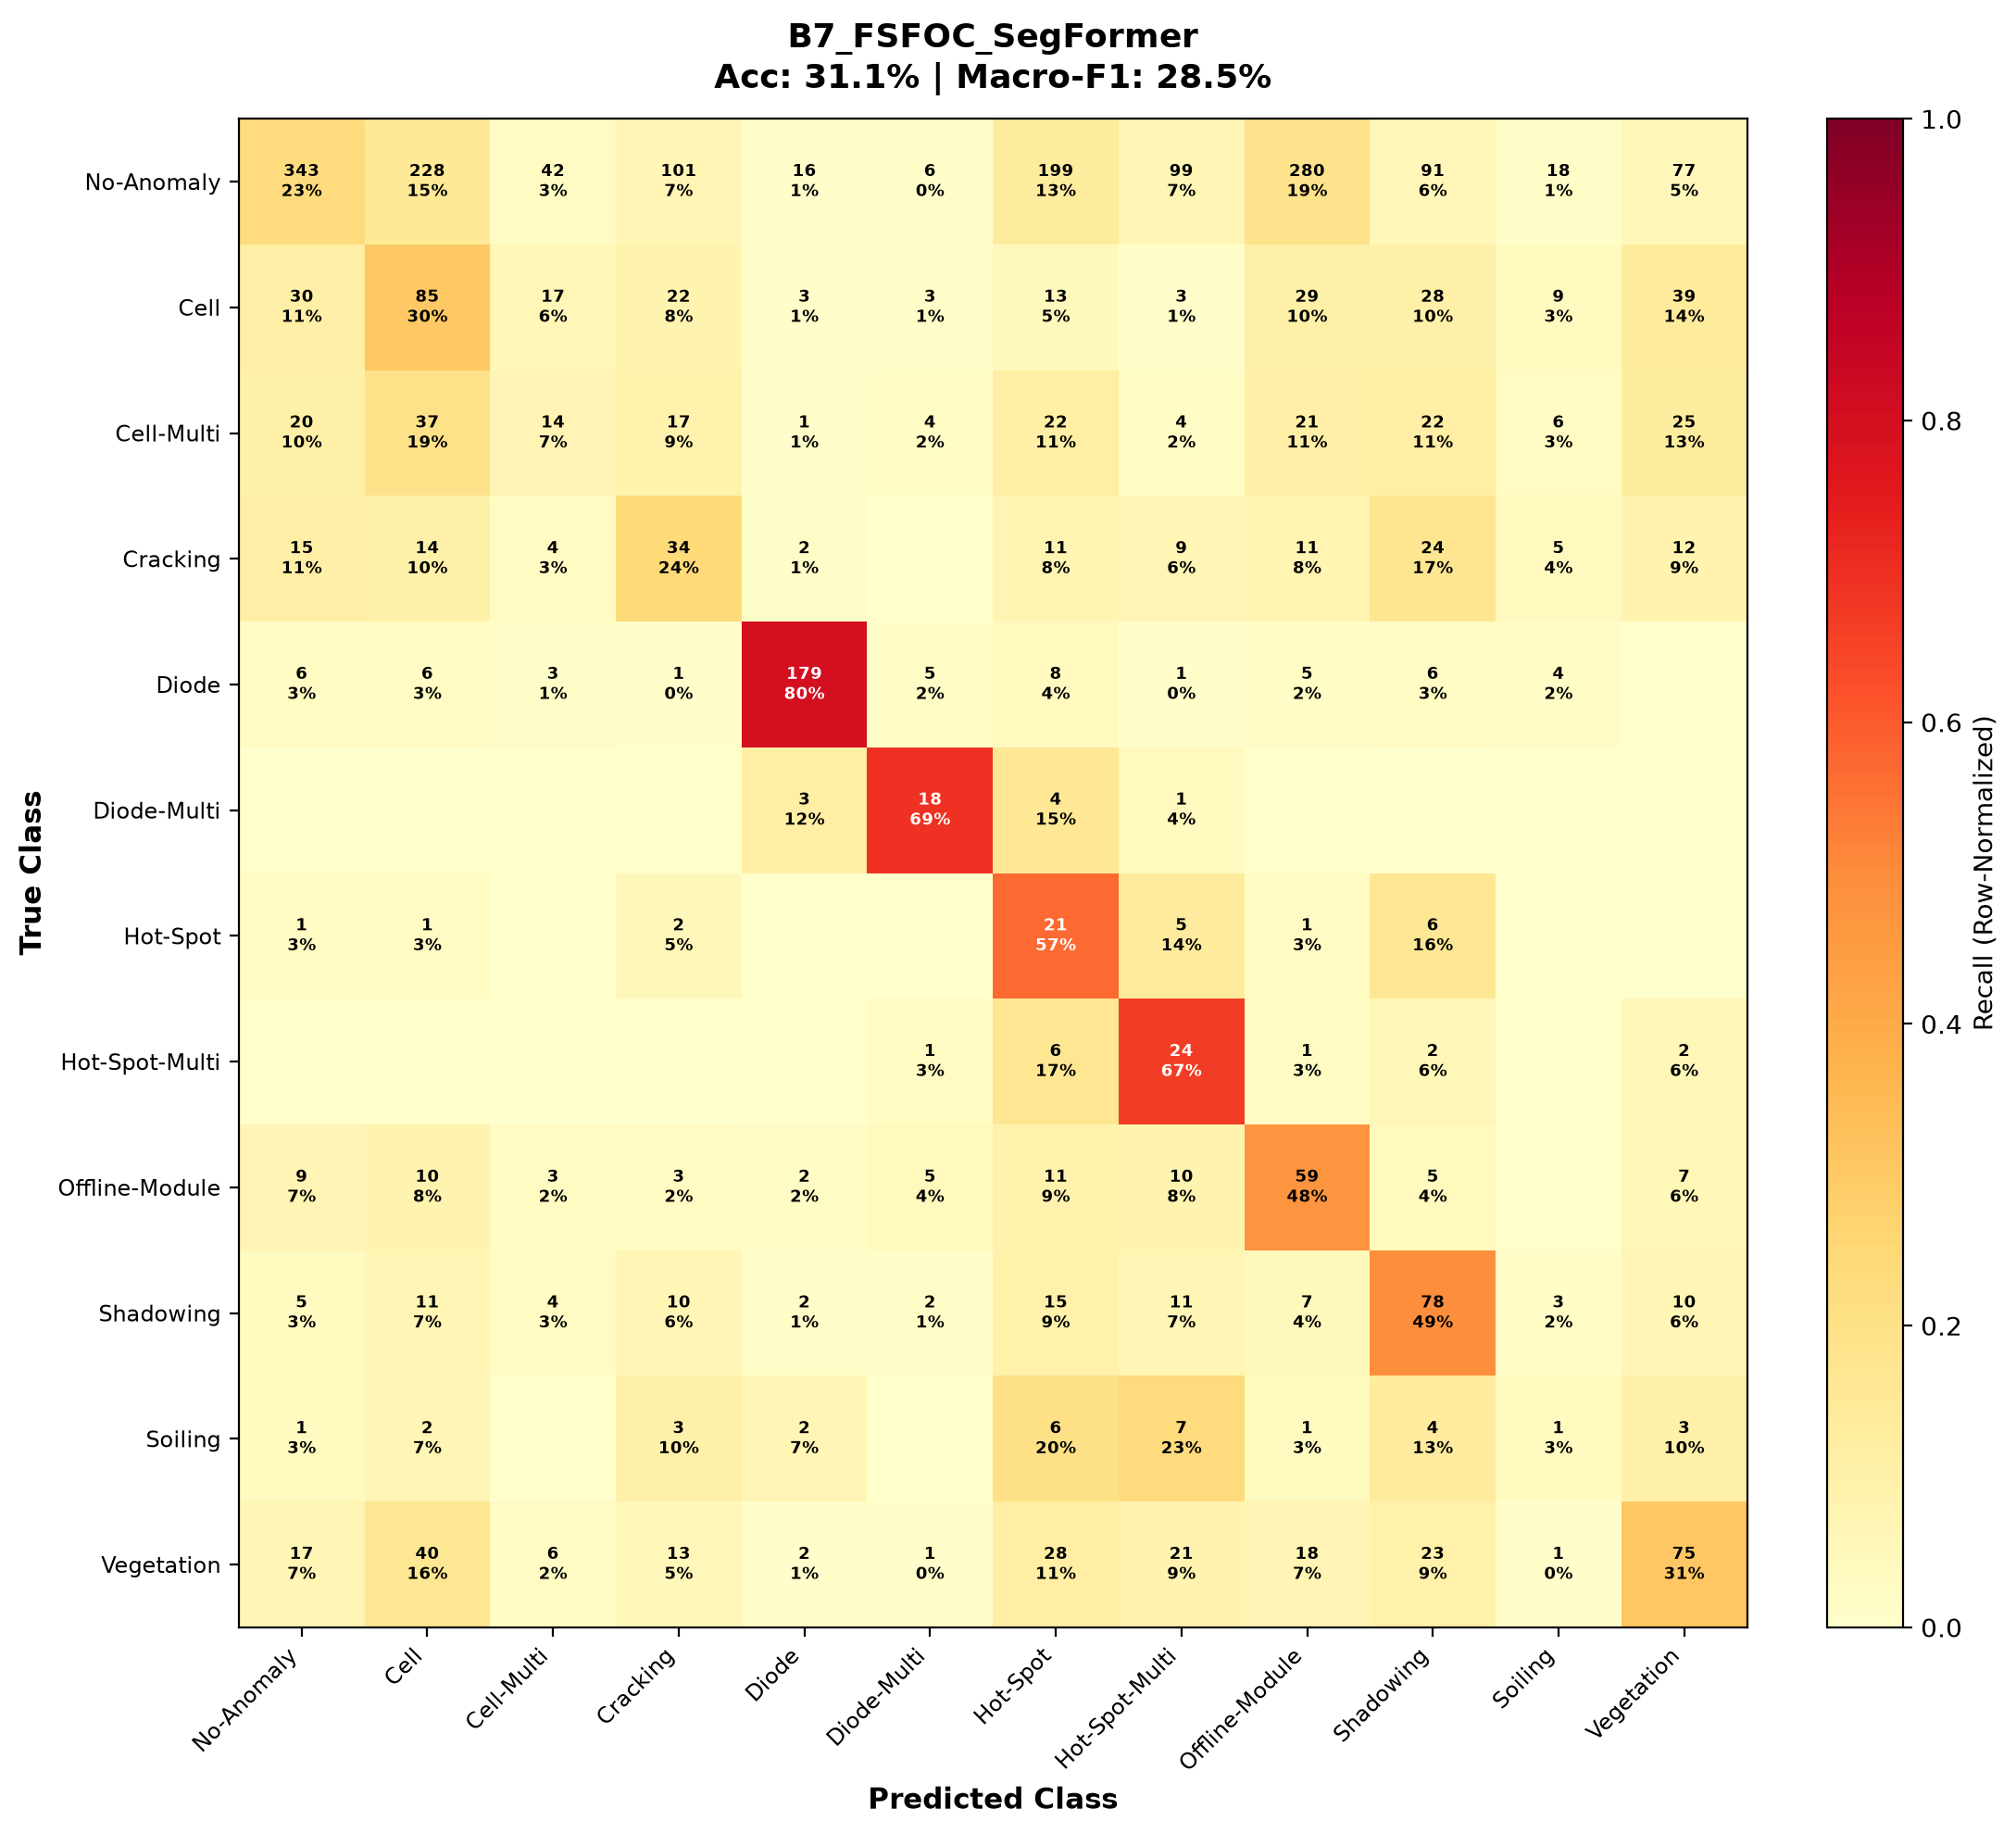 B7_FSFOC_SegFormer
Acc: 31.1% | Macro-F1: 28.5%
No-Anomaly 343 228 42 101 16 6 199 99 280 91 18 77
23% 15% 3% 7% 1% 0% 13% 7% 19% 6% 1% 5%
Cell 30 85 17 22 3 3 13 3 29 28 9 39
11% 30% 6% 8% 1% 1% 5% 1% 10% 10% 3% 14%
Cell-Multi 20 37 14 17 1 4 22 4 21 22 6 25
10% 19% 7% 9% 1% 2% 11% 2% 11% 11% 3% 13%
Cracking 15 14 4 34 2 11 9 11 24 5 12
11% 10% 3% 24% 1% 8% 6% 8% 17% 4% 9%
Diode 6 6 3 1 179 5 8 1 5 6 4
3% 3% 1% 0% 80% 2% 4% 0% 2% 3% 2%
Diode-Multi 3 18 4 1
12% 69% 15% 4%
Hot-Spot 1 1 2 21 5 1 6
3% 3% 5% 57% 14% 3% 16%
Hot-Spot-Multi 1 6 24 1 2 2
3% 17% 67% 3% 6% 6%
Offline-Module 9 10 3 3 2 5 11 10 59 5 7
7% 8% 2% 2% 2% 4% 9% 8% 48% 4% 6%
Shadowing 5 11 4 10 2 2 15 11 7 78 3 10
3% 7% 3% 6% 1% 1% 9% 7% 4% 49% 2% 6%
Soiling 1 2 3 2 6 7 1 4 1 3
3% 7% 10% 7% 20% 23% 3% 13% 3% 10%
Vegetation 17 40 6 13 2 1 28 21 18 23 1 75
7% 16% 2% 5% 1% 0% 11% 9% 7% 9% 0% 31%
No-Anomaly Cell Cell-Multi Cracking Diode Diode-Multi Hot-Spot Hot-Spot-Multi Offline-Module Shadowing Soiling Vegetation
Predicted Class
True Class
1.0
0.8
0.6
0.4
0.2
0.0
Recall (Row-Normalized)